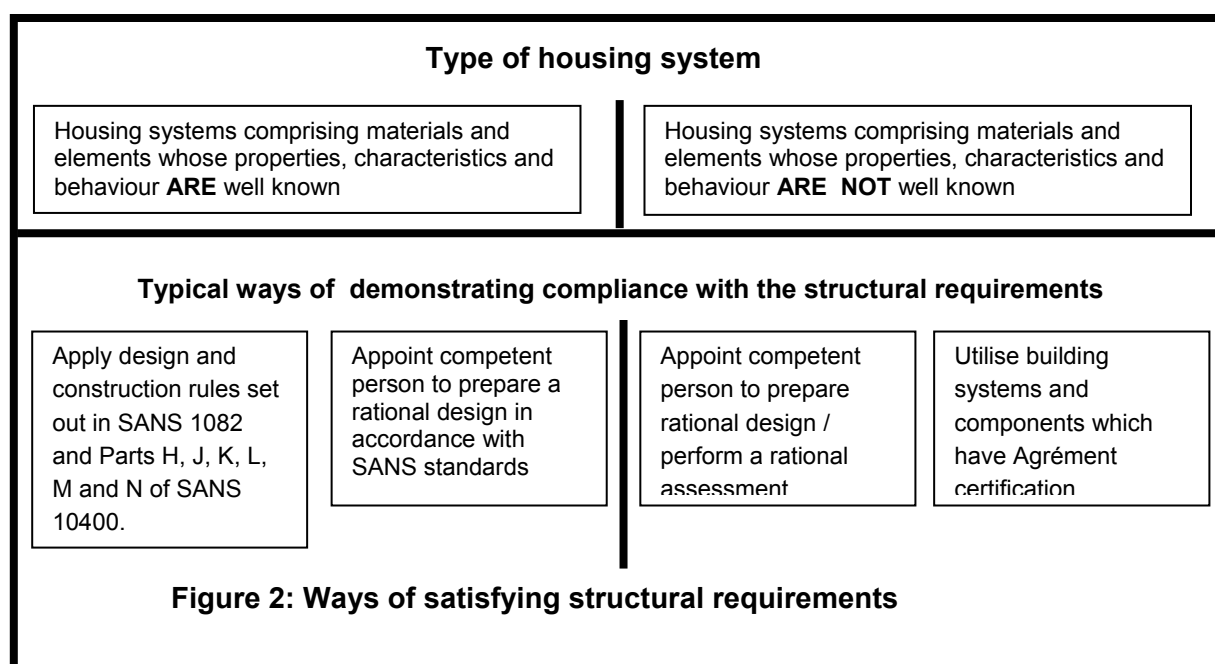 Type of housing system
Housing systems comprising materials and
elements whose properties, characteristics and
behaviour ARE well known
Housing systems comprising materials and
elements whose properties, characteristics and
behaviour ARE NOT well known
Typical ways of demonstrating compliance with the structural requirements
Apply design and
construction rules set
out in SANS 1082
and Parts H, J, K, L,
M and N of SANS
10400.
Appoint competent
person to prepare a
rational design in
accordance with
SANS standards
Appoint competent
person to prepare
rational design /
perform a rational
assessment
Utilise building
systems and
components which
have Agrément
certification
Figure 2: Ways of satisfying structural requirements